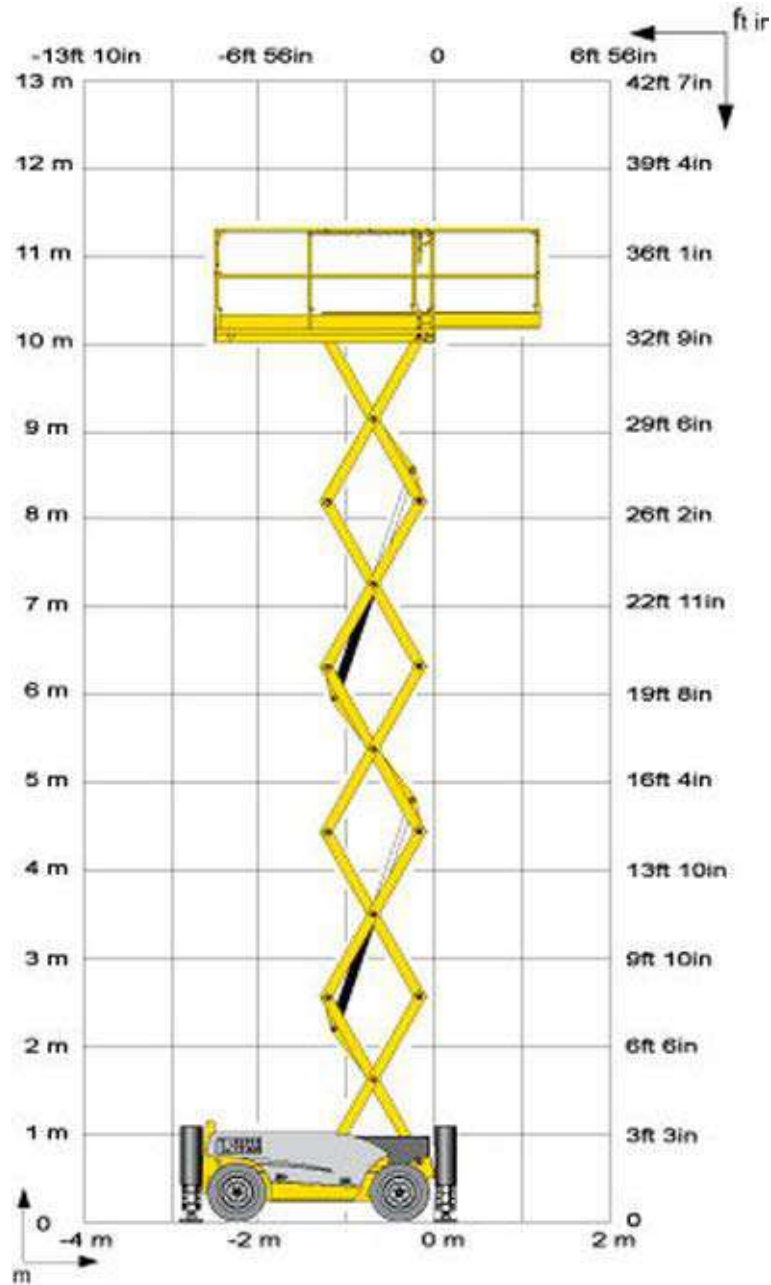 ft in
-13ft 10in -6ft 56in 0 6ft 56in
13 m 42ft 7in
12 m 39ft 4in
11 m 36ft 1in
10 m 32ft 9in
9 m 29ft 6in
8 m 26ft 2in
7 m 22ft 11in
6 m 19ft 8in
5 m 16ft 4in
4 m 13ft 10in
3 m 9ft 10in
2 m 6ft 6in
1 m 3ft 3in
0 0
-4 m -2 m 0 m 2 m
m